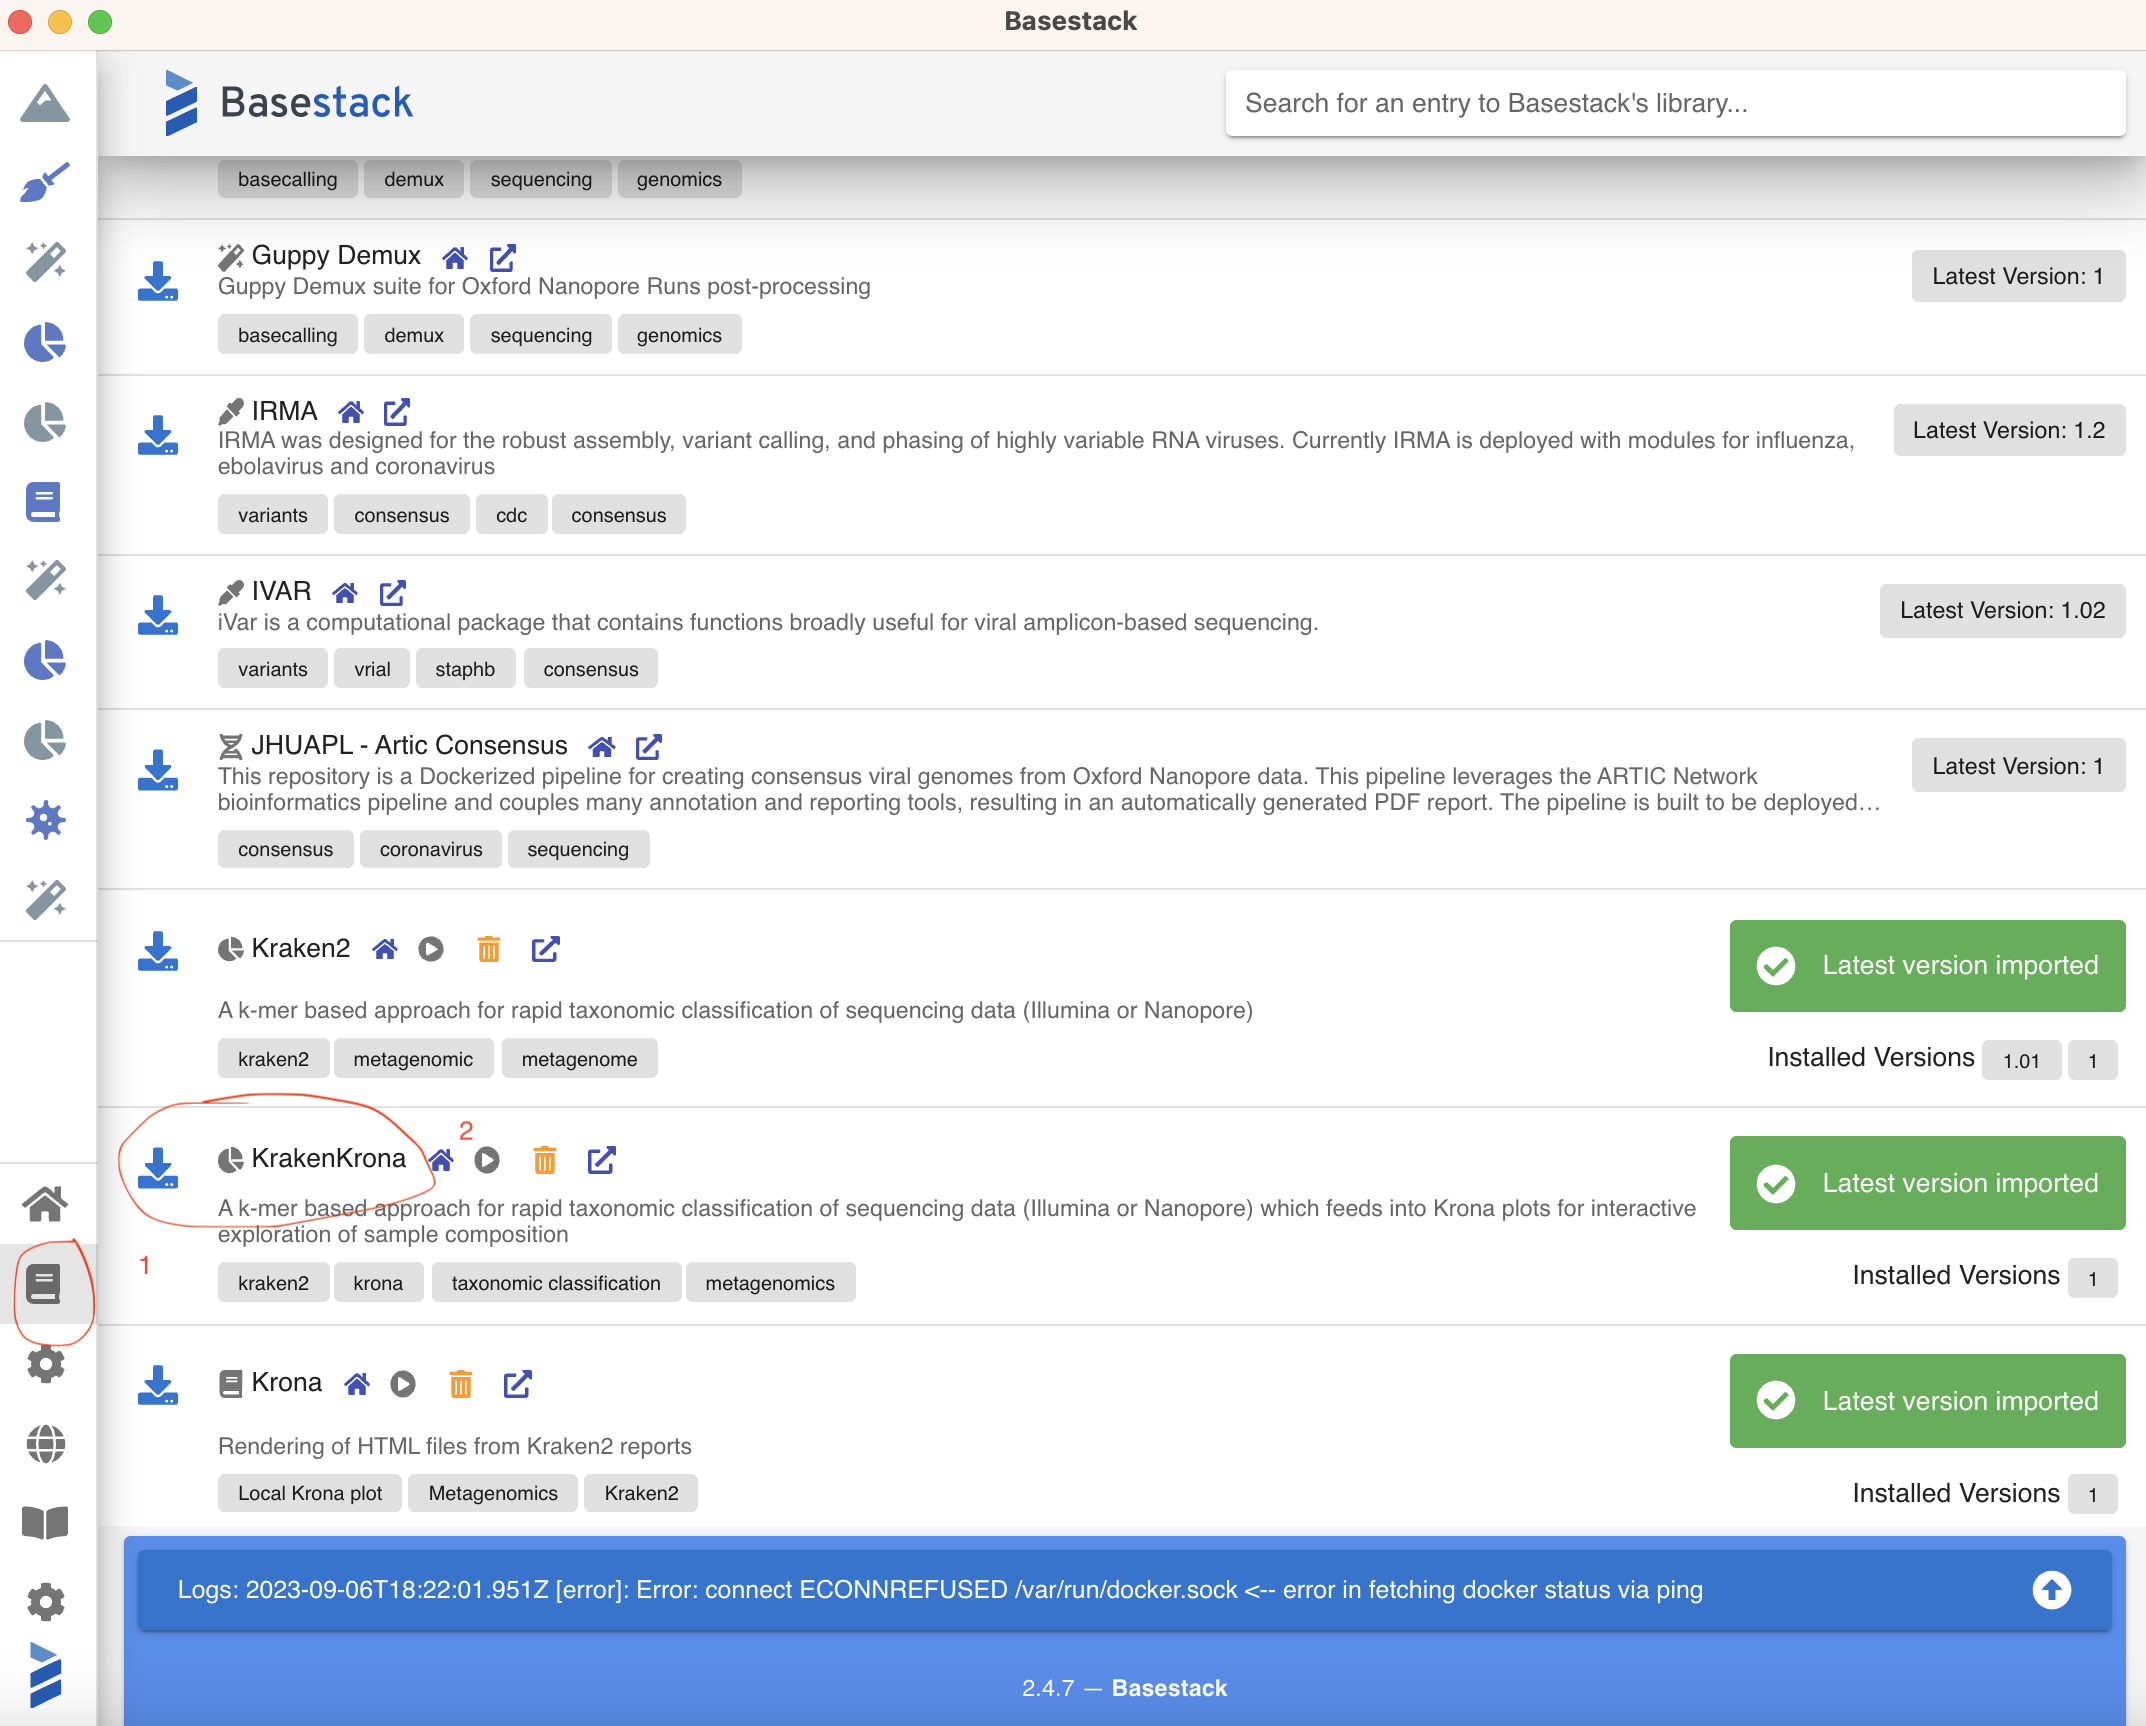 Basestack
Basestack
Search for an entry to Basestack's library...
basecalling demux sequencing genomics
Guppy Demux
Guppy Demux suite for Oxford Nanopore Runs post-processing
Latest Version: 1
basecalling demux sequencing genomics
IRMA
IRMA was designed for the robust assembly, variant calling, and phasing of highly variable RNA viruses. Currently IRMA is deployed with modules for influenza,
ebolavirus and coronavirus
Latest Version: 1.2
variants consensus cdc consensus
IVAR
iVar is a computational package that contains functions broadly useful for viral amplicon-based sequencing.
Latest Version: 1.02
variants vrial staphb consensus
JHUAPL - Artic Consensus
This repository is a Dockerized pipeline for creating consensus viral genomes from Oxford Nanopore data. This pipeline leverages the ARTIC Network
bioinformatics pipeline and couples many annotation and reporting tools, resulting in an automatically generated PDF report. The pipeline is built to be deployed...
Latest Version: 1
consensus coronavirus sequencing
Kraken2
Latest version imported
A k-mer based approach for rapid taxonomic classification of sequencing data (Illumina or Nanopore)
Installed Versions 1.01 1
kraken2 metagenomic metagenome
2
KrakenKrona
Latest version imported
A k-mer based approach for rapid taxonomic classification of sequencing data (Illumina or Nanopore) which feeds into Krona plots for interactive
exploration of sample composition
1
Installed Versions 1
kraken2 krona taxonomic classification metagenomics
Krona
Latest version imported
Rendering of HTML files from Kraken2 reports
Installed Versions 1
Local Krona plot Metagenomics Kraken2
Logs: 2023-09-06T18:22:01.951Z [error]: Error: connect ECONNREFUSED /var/run/docker.sock <-- error in fetching docker status via ping
2.4.7 — Basestack